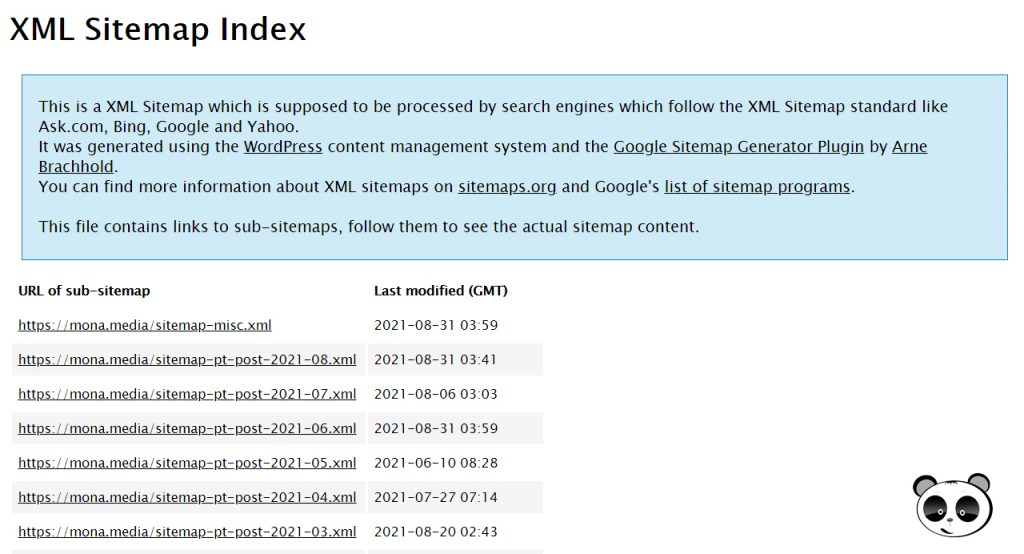 XML Sitemap Index
This is a XML Sitemap which is supposed to be processed by search engines which follow the XML Sitemap standard like
Ask.com, Bing, Google and Yahoo.
It was generated using the WordPress content management system and the Google Sitemap Generator Plugin by Arne
Brachhold.
You can find more information about XML sitemaps on sitemaps.org and Google's list of sitemap programs.
This file contains links to sub-sitemaps, follow them to see the actual sitemap content.
URL of sub-sitemap Last modified (GMT)
https://mona.media/sitemap-misc.xml 2021-08-31 03:59
https://mona.media/sitemap-pt-post-2021-08.xml 2021-08-31 03:41
https://mona.media/sitemap-pt-post-2021-07.xml 2021-08-06 03:03
https://mona.media/sitemap-pt-post-2021-06.xml 2021-08-31 03:59
https://mona.media/sitemap-pt-post-2021-05.xml 2021-06-10 08:28
https://mona.media/sitemap-pt-post-2021-04.xml 2021-07-27 07:14
https://mona.media/sitemap-pt-post-2021-03.xml 2021-08-20 02:43